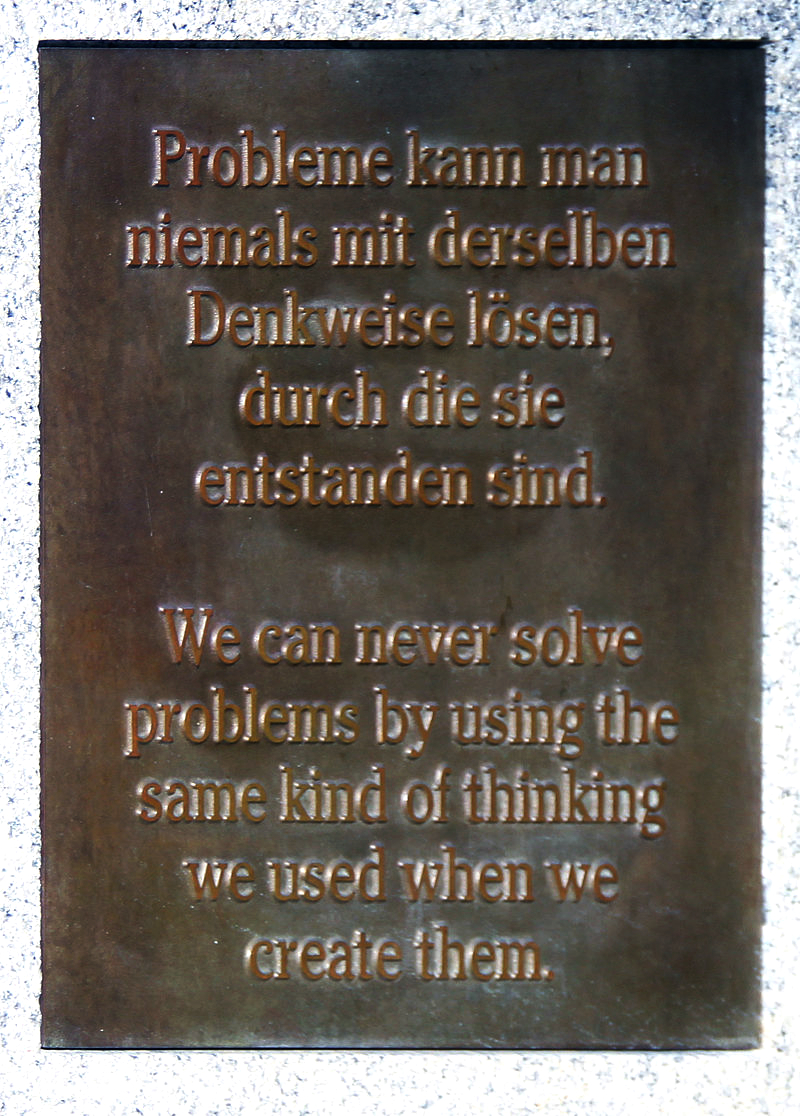 Probleme kann man
niemals mit derselben
Denkweise lösen,
durch die sie
entstanden sind.
We can never solve
problems by using the
same kind of thinking
we used when we
create them.